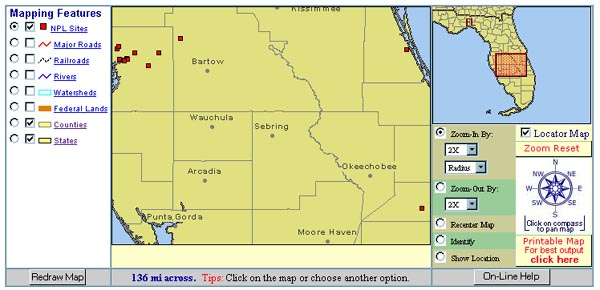 Mapping Features
NPL Sites
Major Roads
Railroads
Rivers
Watersheds
Federal Lands
Counties
States
Kissimmee
Bartow
Wauchula
Sebring
Arcadia
Okeechobee
Punta Gorda
Moore Haven
Zoom-In By:
2X
Radius
Zoom-Out By:
2X
Recenter Map
Identify
Show Location
Locator Map
Zoom Reset
N
NW NE
W E
SW SE
S
Click on compass
to pan map
Printable Map
For best output
click here
Redraw Map
136 mi across. Tips: Click on the map or choose another option.
On-Line Help